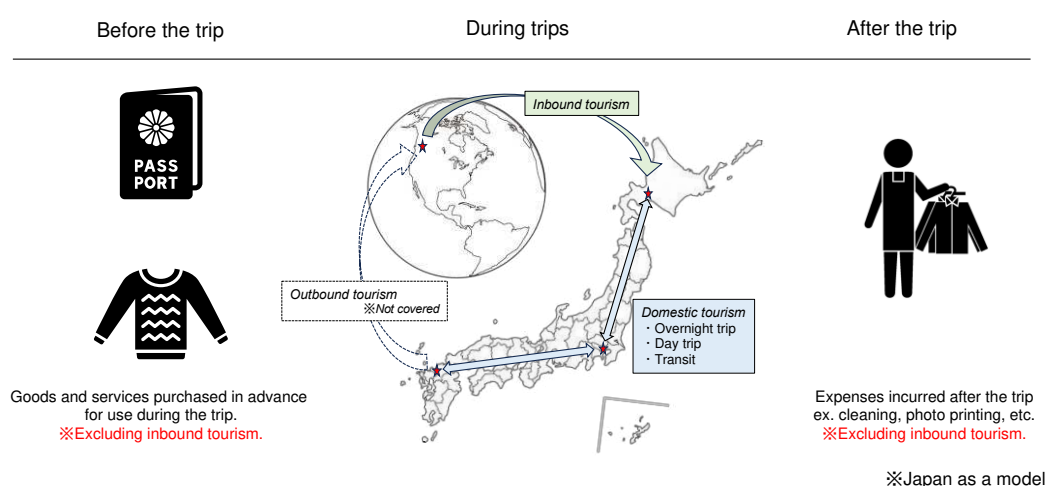 Before the trip
During trips
After the trip
PASS
PORT
Inbound tourism
Outbound tourism
※Not covered
Domestic tourism
・Overnight trip
・Day trip
・Transit
Goods and services purchased in advance
for use during the trip.
※Excluding inbound tourism.
Expenses incurred after the trip
ex. cleaning, photo printing, etc.
※Excluding inbound tourism.
※Japan as a model